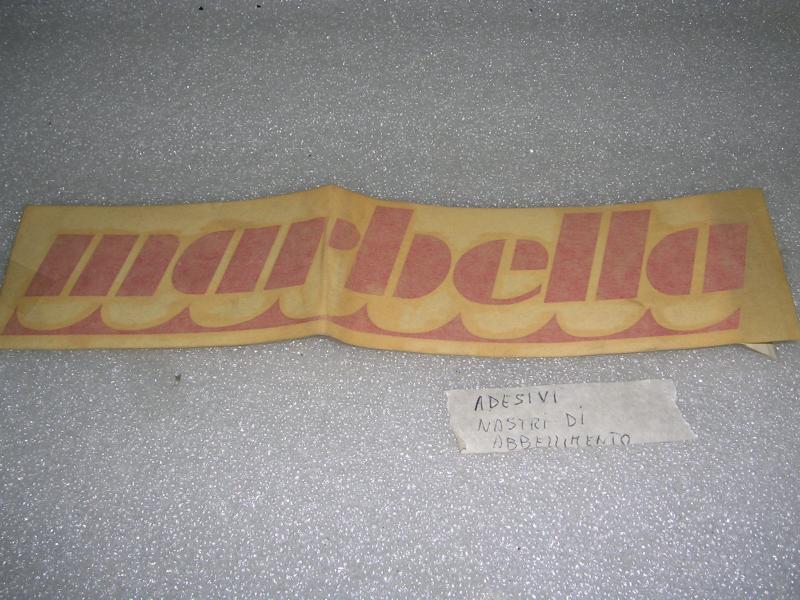 marbella
ADESIVI
NASTRI DI
ABBELLIMENTO